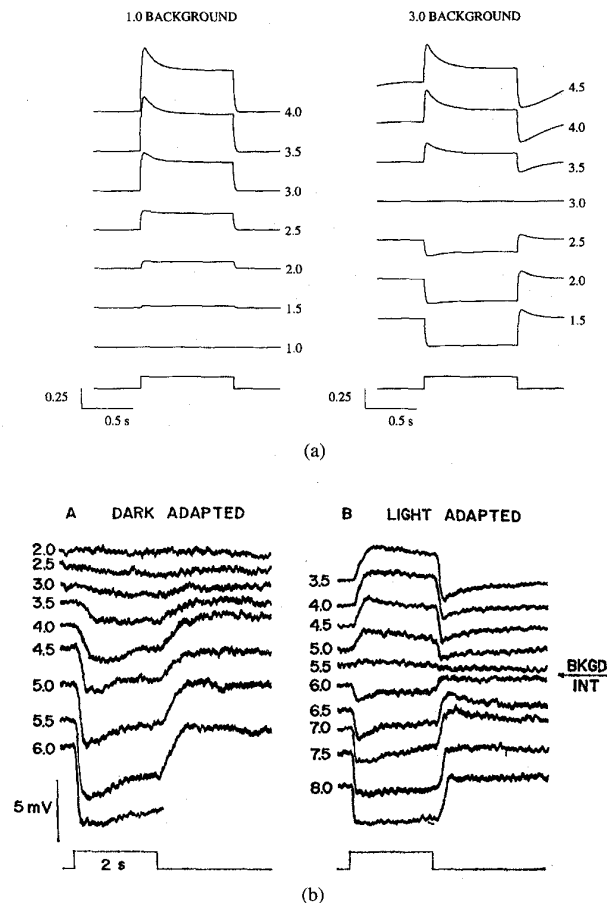 1.0 BACKGROUND
3.0 BACKGROUND
4.0
3.5
3.0
2.5
2.0
1.5
1.0
0.25
0.5 s
4.5
4.0
3.5
3.0
2.5
2.0
1.5
0.25
0.5 s
(a)
A DARK ADAPTED
2.0
2.5
3.0
3.5
4.0
4.5
5.0
5.5
6.0
5 mV
2 s
B LIGHT ADAPTED
3.5
4.0
4.5
5.0
5.5
6.0
6.5
7.0
7.5
8.0
BKGD
INT
(b)